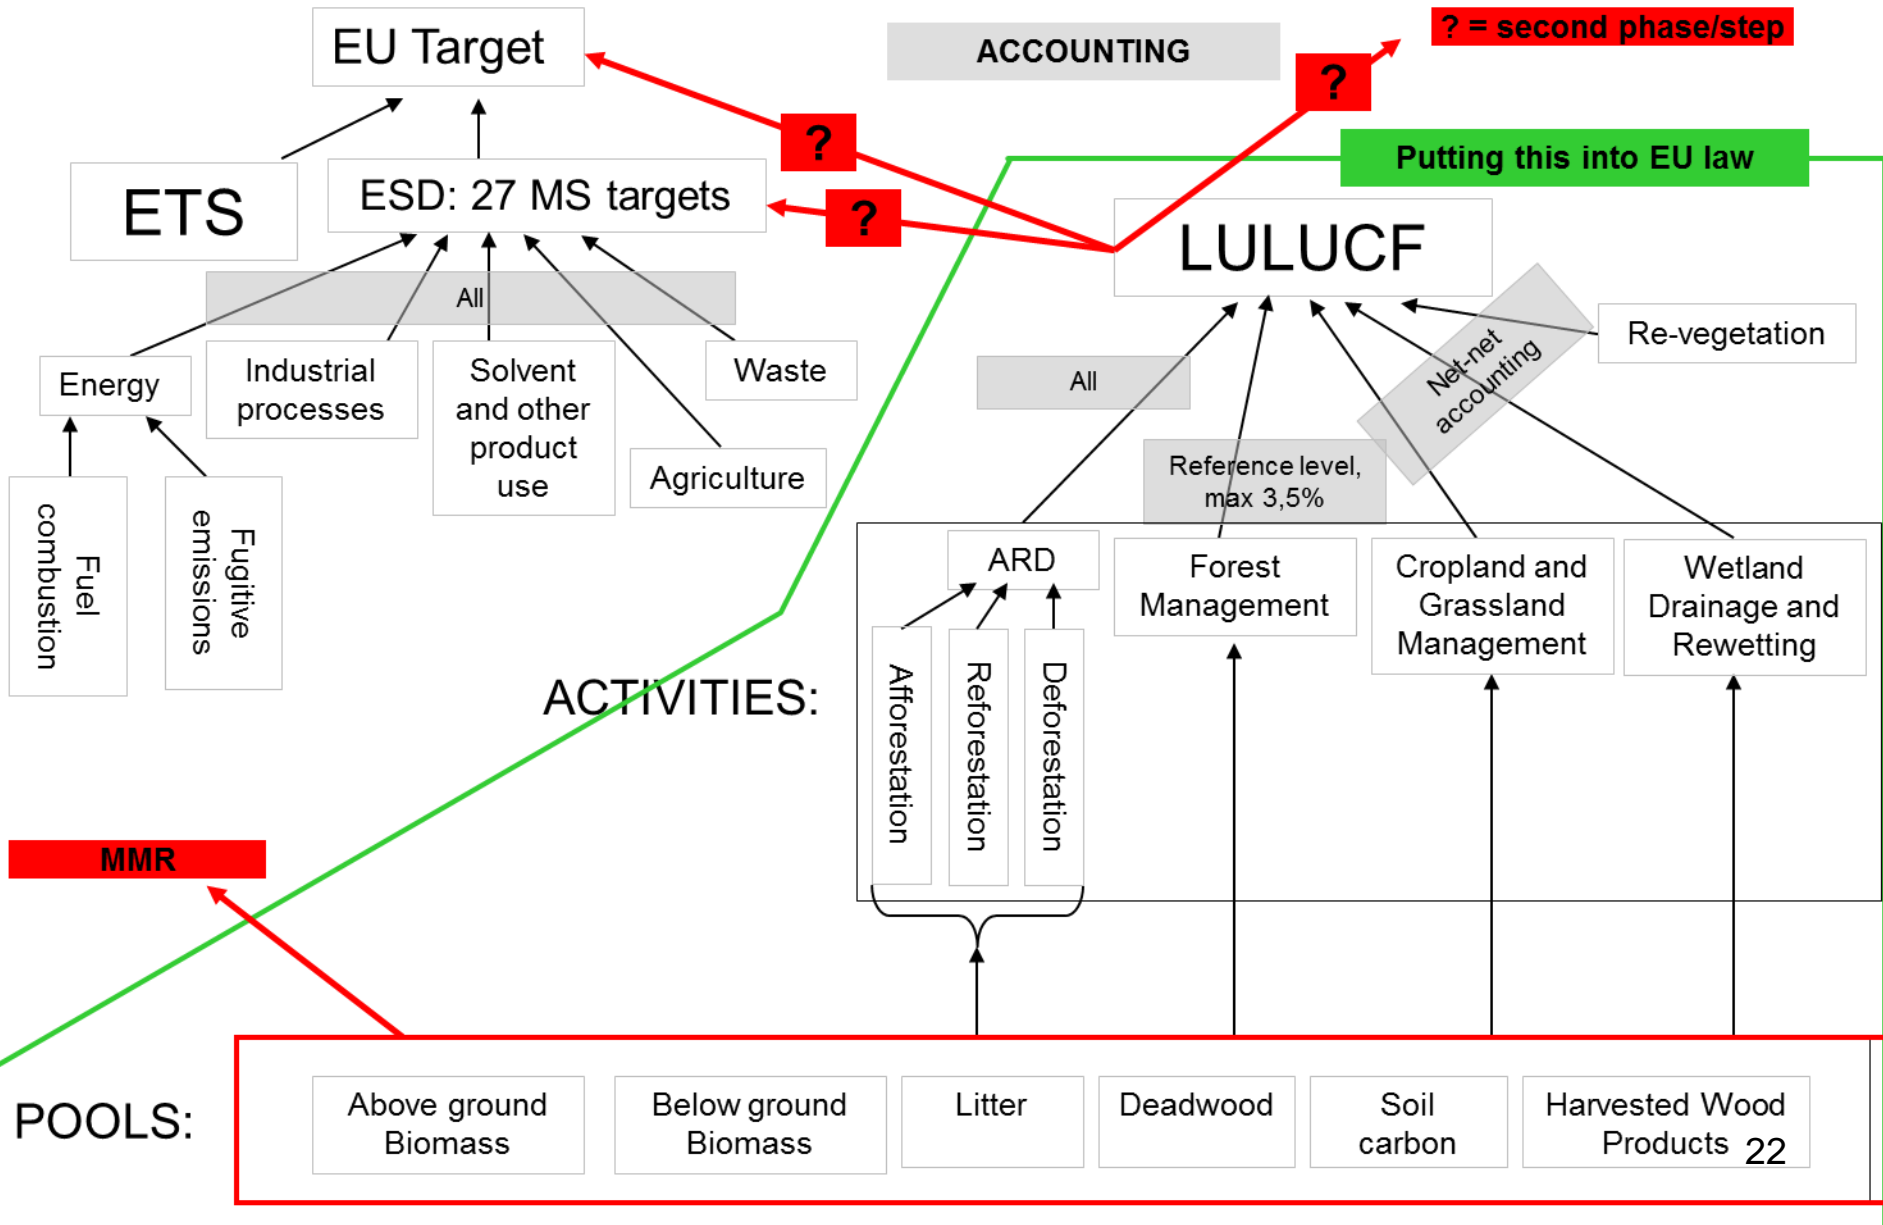 EU Target
ACCOUNTING
? = second phase/step
?
?
?
Putting this into EU law
ETS
ESD: 27 MS targets
LULUCF
All
Energy
Industrial
processes
Solvent
and other
product
use
Agriculture
Waste
Fuel
combustion
Fugitive
emissions
All
Reference level,
max 3,5%
Net-net
accounting
Re-vegetation
ARD
Forest
Management
Cropland and
Grassland
Management
Wetland
Drainage and
Rewetting
ACTIVITIES:
Afforestation
Reforestation
Deforestation
MMR
POOLS:
Above ground
Biomass
Below ground
Biomass
Litter
Deadwood
Soil
carbon
Harvested Wood
Products
22